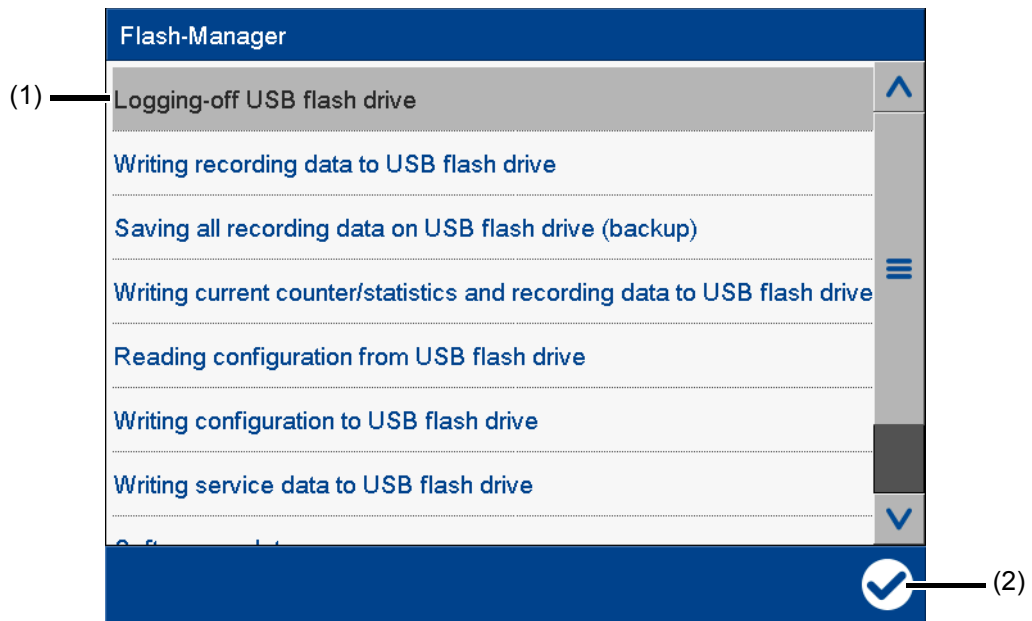 Flash-Manager
(1)
Logging-off USB flash drive
Writing recording data to USB flash drive
Saving all recording data on USB flash drive (backup)
Writing current counter/statistics and recording data to USB flash drive
Reading configuration from USB flash drive
Writing configuration to USB flash drive
Writing service data to USB flash drive
(2)